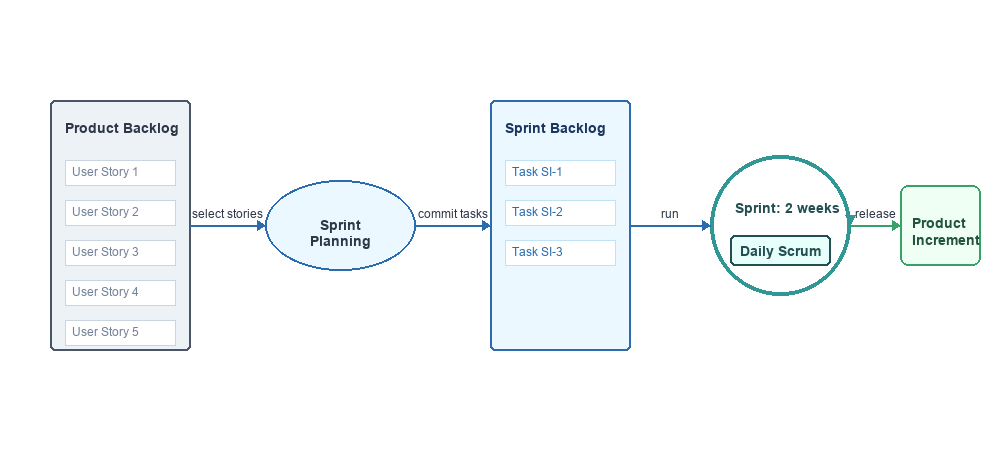 Product Backlog
User Story 1
User Story 2
User Story 3
User Story 4
User Story 5
select stories
Sprint
Planning
commit tasks
Sprint Backlog
Task SI-1
Task SI-2
Task SI-3
run
Sprint: 2 weeks
Daily Scrum
release
Product
Increment